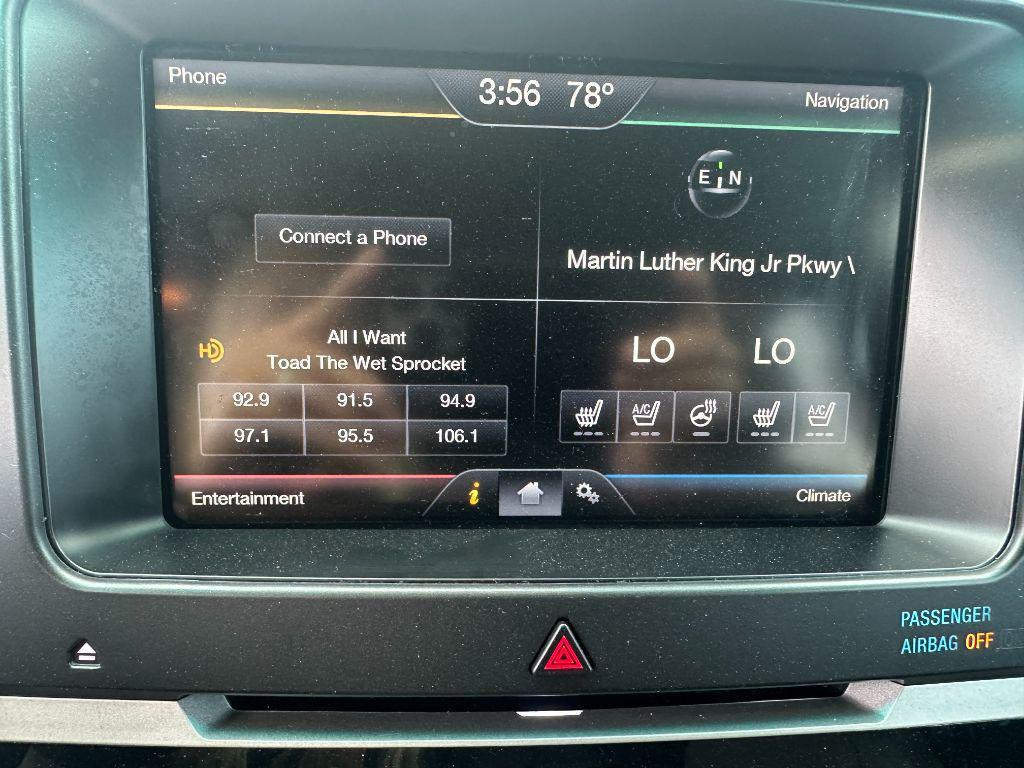 Phone
3:56 78°
Navigation
E N
Connect a Phone
Martin Luther King Jr Pkwy \
HD
All I Want
Toad The Wet Sprocket
92.9 91.5 94.9
97.1 95.5 106.1
LO LO
A/C A/C
Entertainment
i
Climate
PASSENGER
AIRBAG OFF